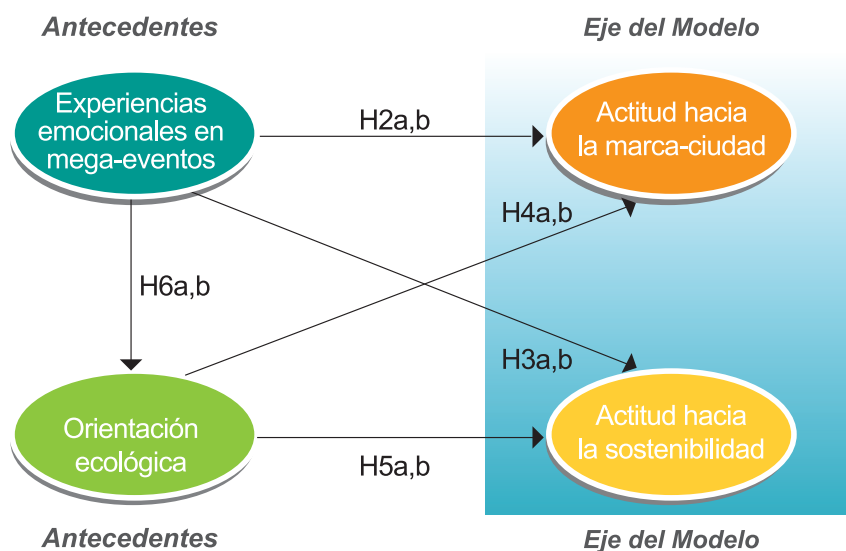 Antecedentes
Eje del Modelo
Experiencias
emocionales en
mega-eventos
H2a,b
Actitud hacia
la marca-ciudad
H4a,b
H6a,b
H3a,b
Orientación
ecológica
H5a,b
Actitud hacia
la sostenibilidad
Antecedentes
Eje del Modelo